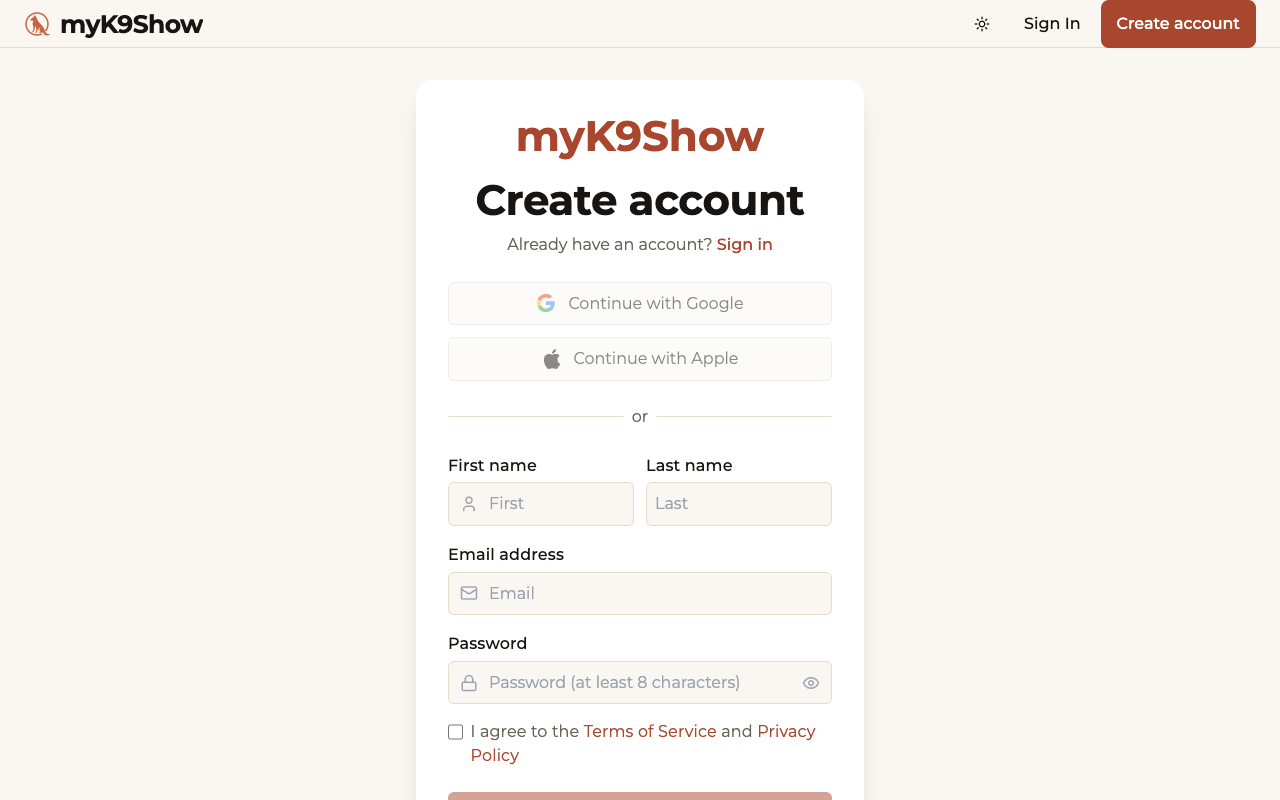 myK9Show
Sign In
Create account
myK9Show
Create account
Already have an account? Sign in
Continue with Google
Continue with Apple
or
First name
Last name
First
Last
Email address
Email
Password
Password (at least 8 characters)
I agree to the Terms of Service and Privacy
Policy